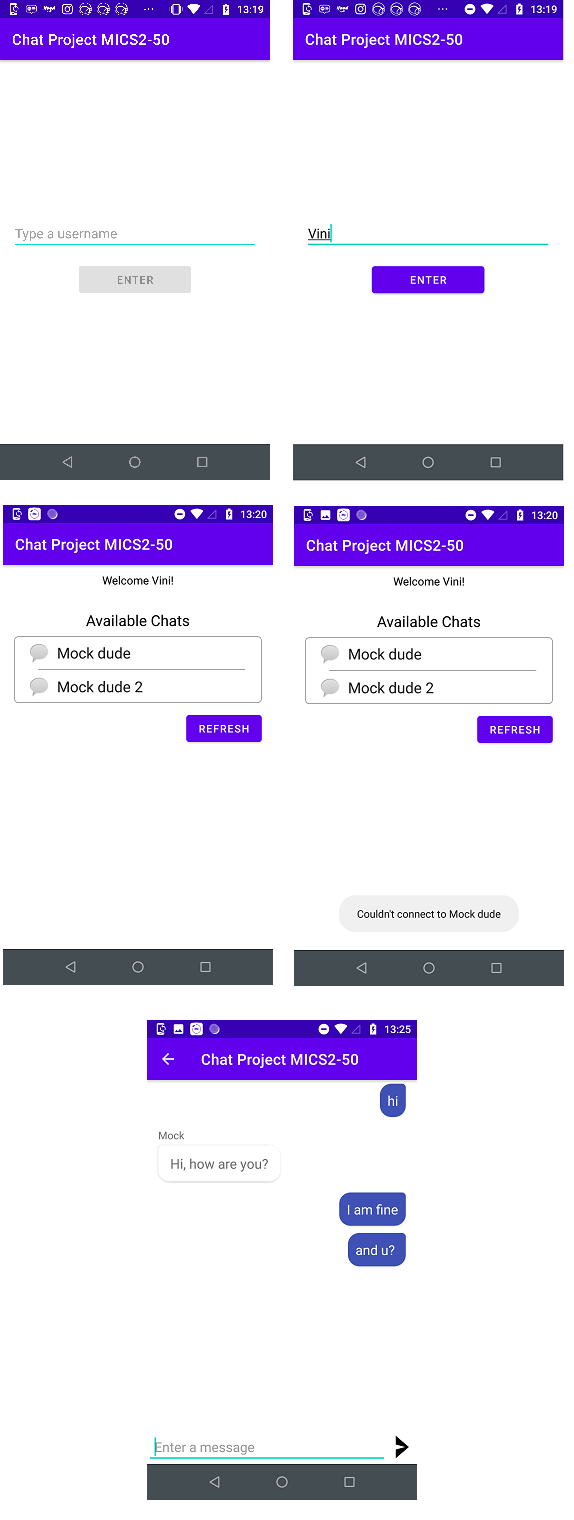 13:19
Chat Project MICS2-50
Type a username
ENTER
13:19
Chat Project MICS2-50
Vini
ENTER
13:20
Chat Project MICS2-50
Welcome Vini!
Available Chats
Mock dude
Mock dude 2
REFRESH
13:20
Chat Project MICS2-50
Welcome Vini!
Available Chats
Mock dude
Mock dude 2
REFRESH
Couldn't connect to Mock dude
13:25
Chat Project MICS2-50
hi
Mock
Hi, how are you?
I am fine
and u?
Enter a message